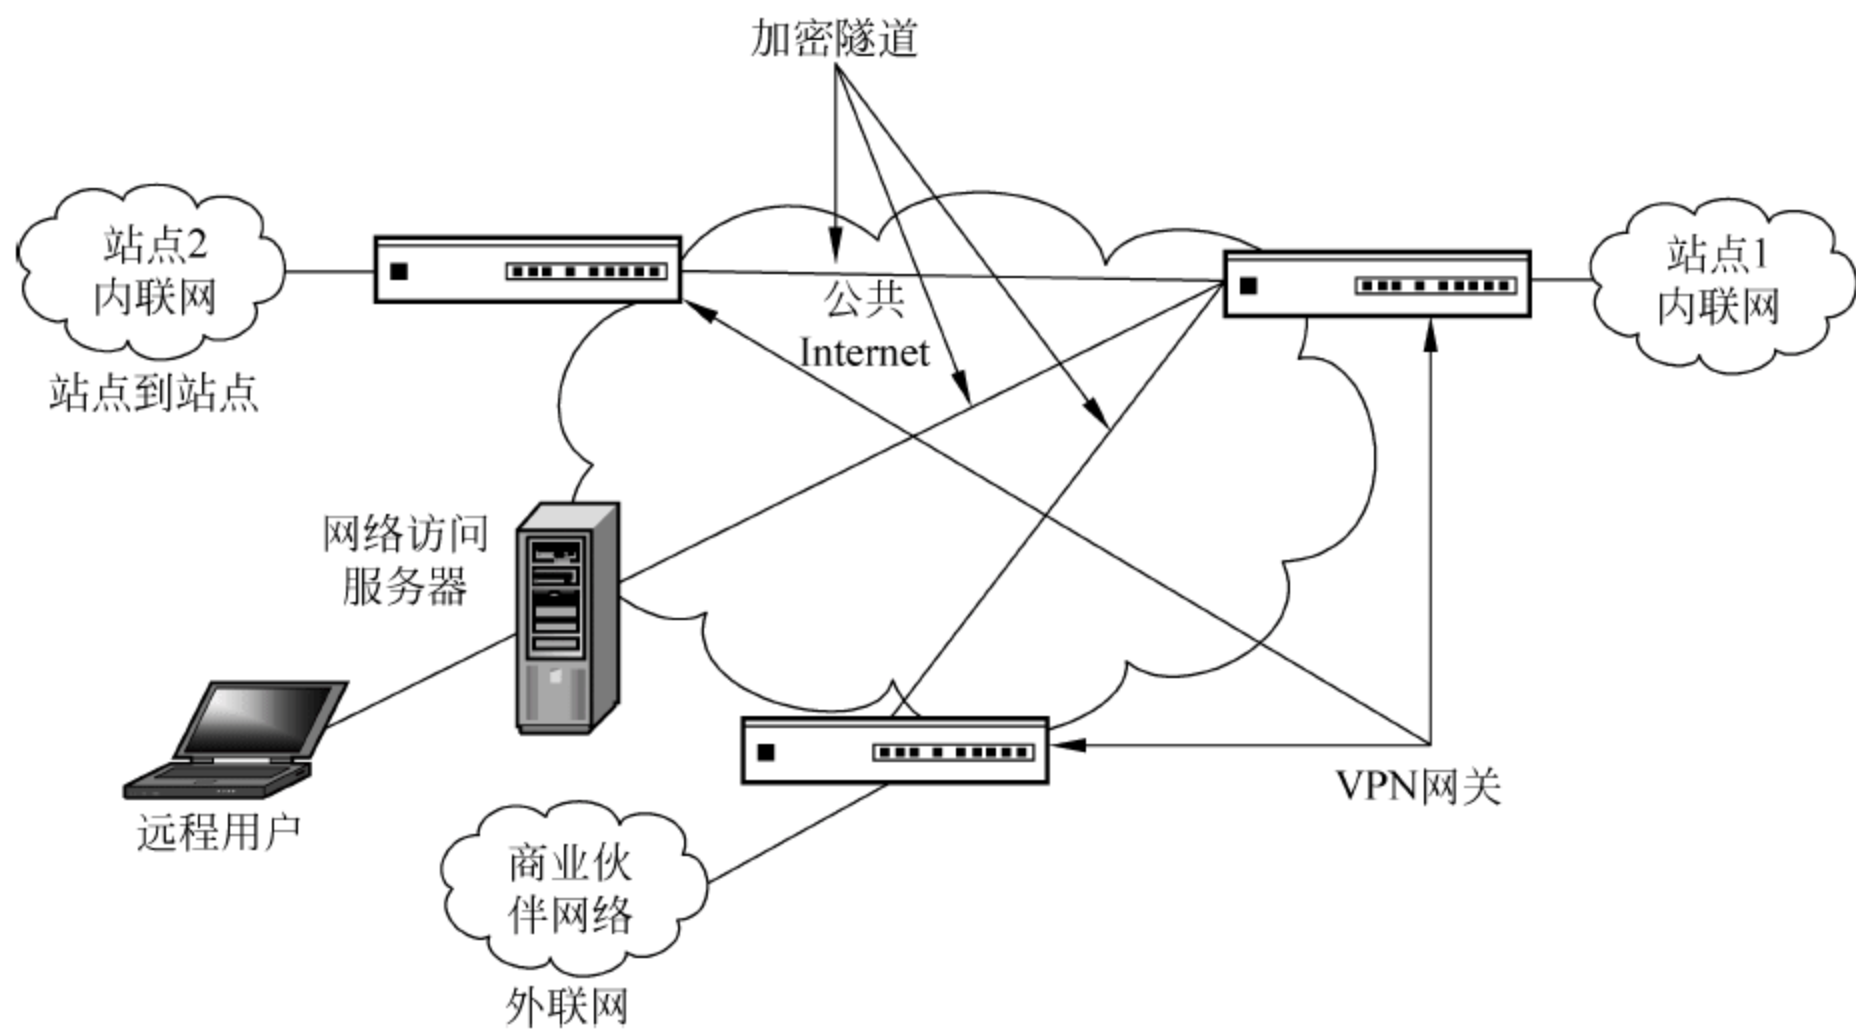 加密隧道
站点2
内联网
站点到站点
公共
Internet
站点1
内联网
网络访问
服务器
远程用户
VPN网关
商业伙
伴网络
外联网